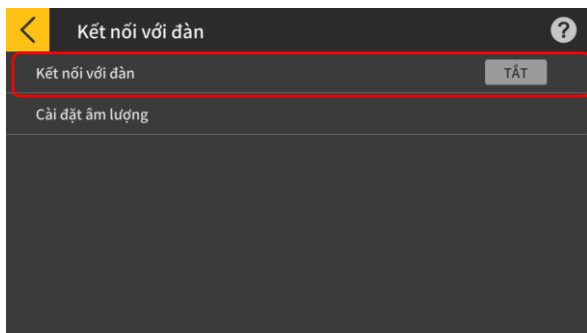 Kết nối với đàn
?
Kết nối với đàn TẮT
Cài đặt âm lượng